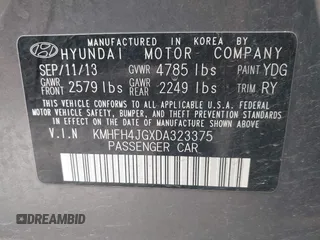 MANUFACTURED IN KOREA BY
HYUNDAI MOTOR COMPANY
SEP/11/13 GVWR 4785 lbs PAINT YDG
GAWR FRONT 2579 lbs GAWR REAR 2249 lbs TRIM RY
THIS VEHICLE CONFORMS TO ALL APPLICABLE U.S. FEDERAL
MOTOR VEHICLE SAFETY, BUMPER, AND THEFT PREVENTION
STANDARDS IN EFFECT ON THE DATE OF MANUFACTURE
SHOWN ABOVE.
V.I.N KMHFH4JGXDA323375
PASSENGER CAR
DREAMBID